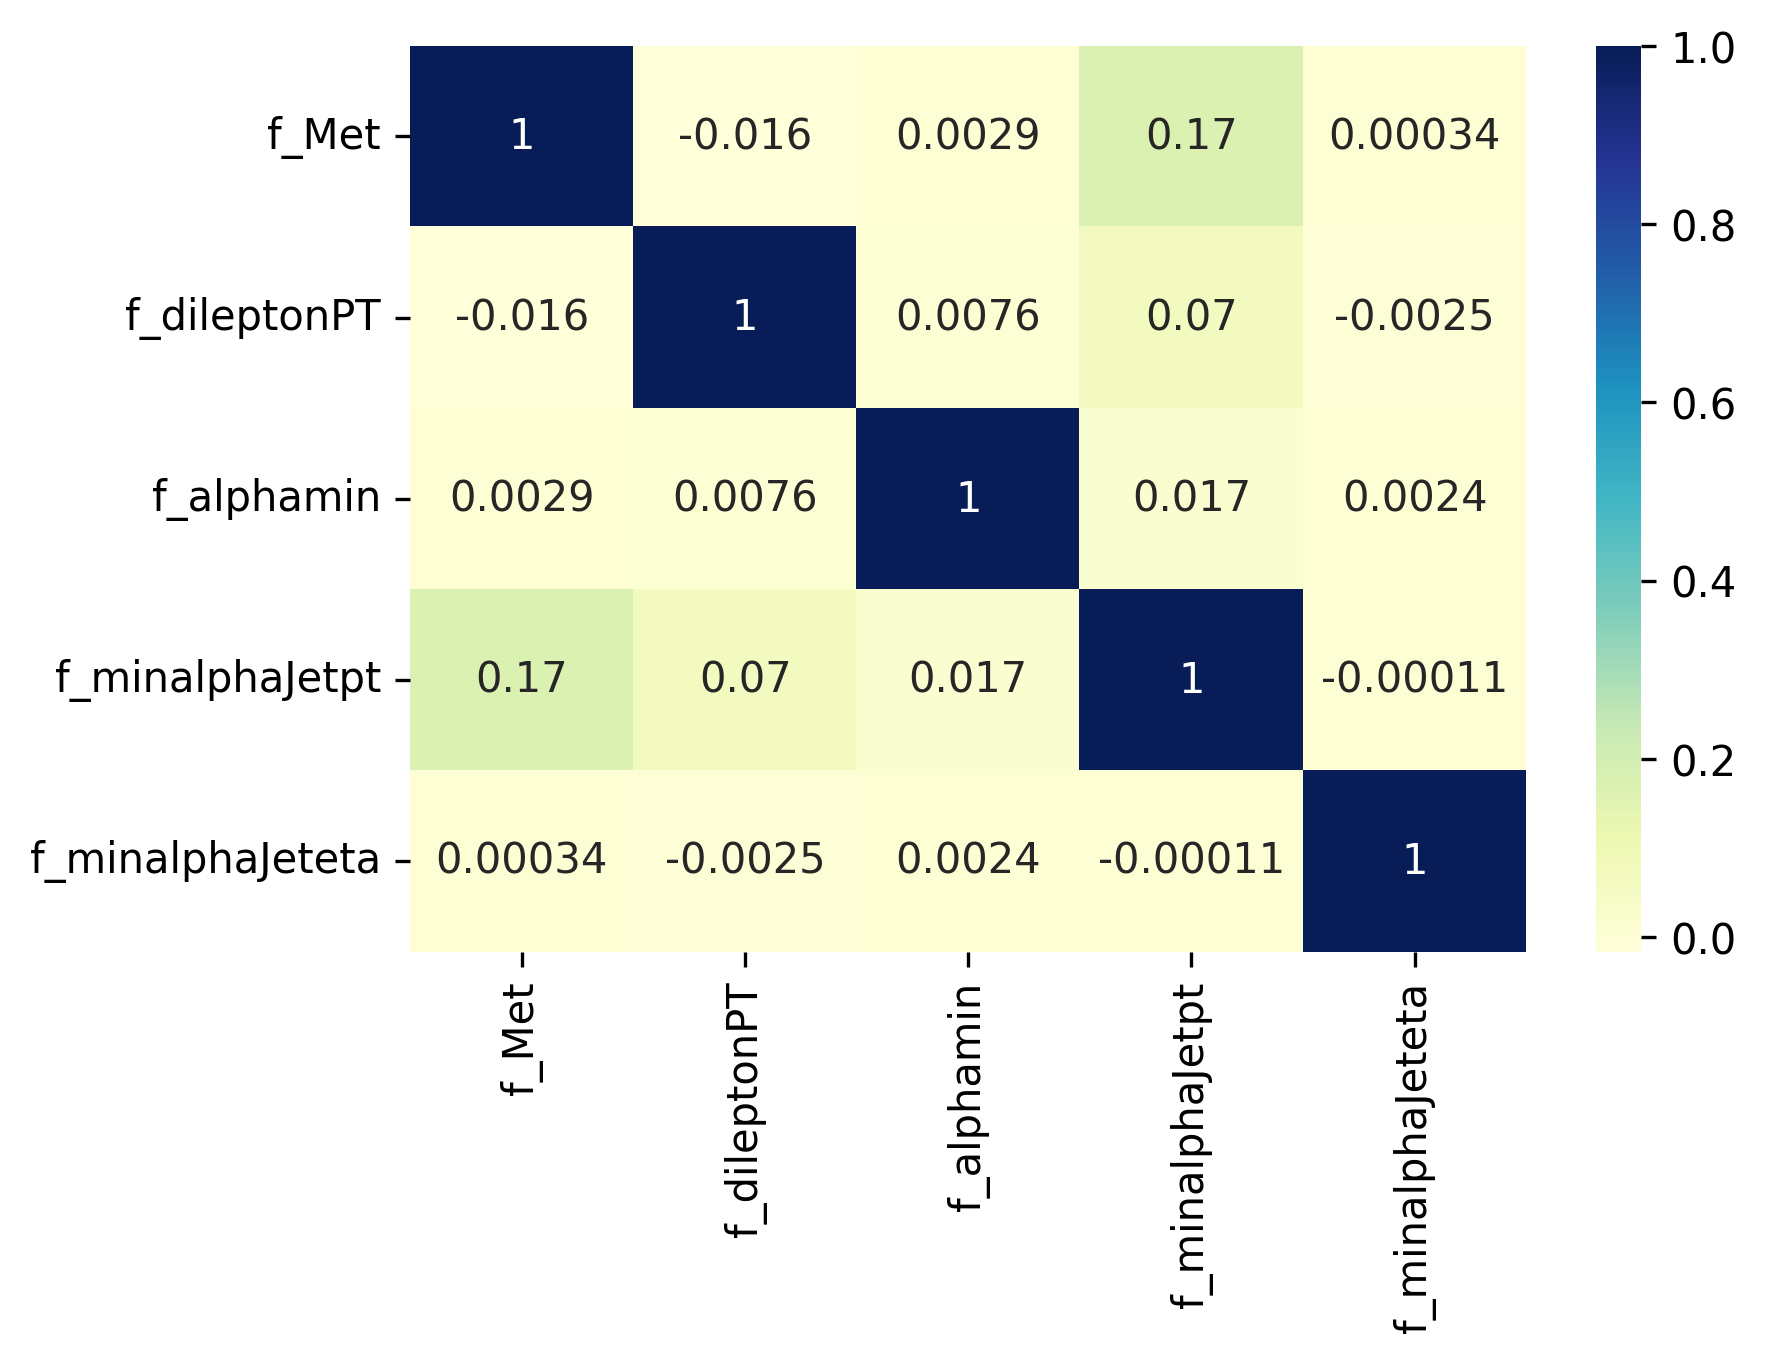 f_Met 1 -0.016 0.0029 0.17 0.00034
f_dileptonPT -0.016 1 0.0076 0.07 -0.0025
f_alphamin 0.0029 0.0076 1 0.017 0.0024
f_minalphaJetpt 0.17 0.07 0.017 1 -0.00011
f_minalphaJeteta 0.00034 -0.0025 0.0024 -0.00011 1
f_Met
f_dileptonPT
f_alphamin
f_minalphaJetpt
f_minalphaJeteta
1.0
0.8
0.6
0.4
0.2
0.0